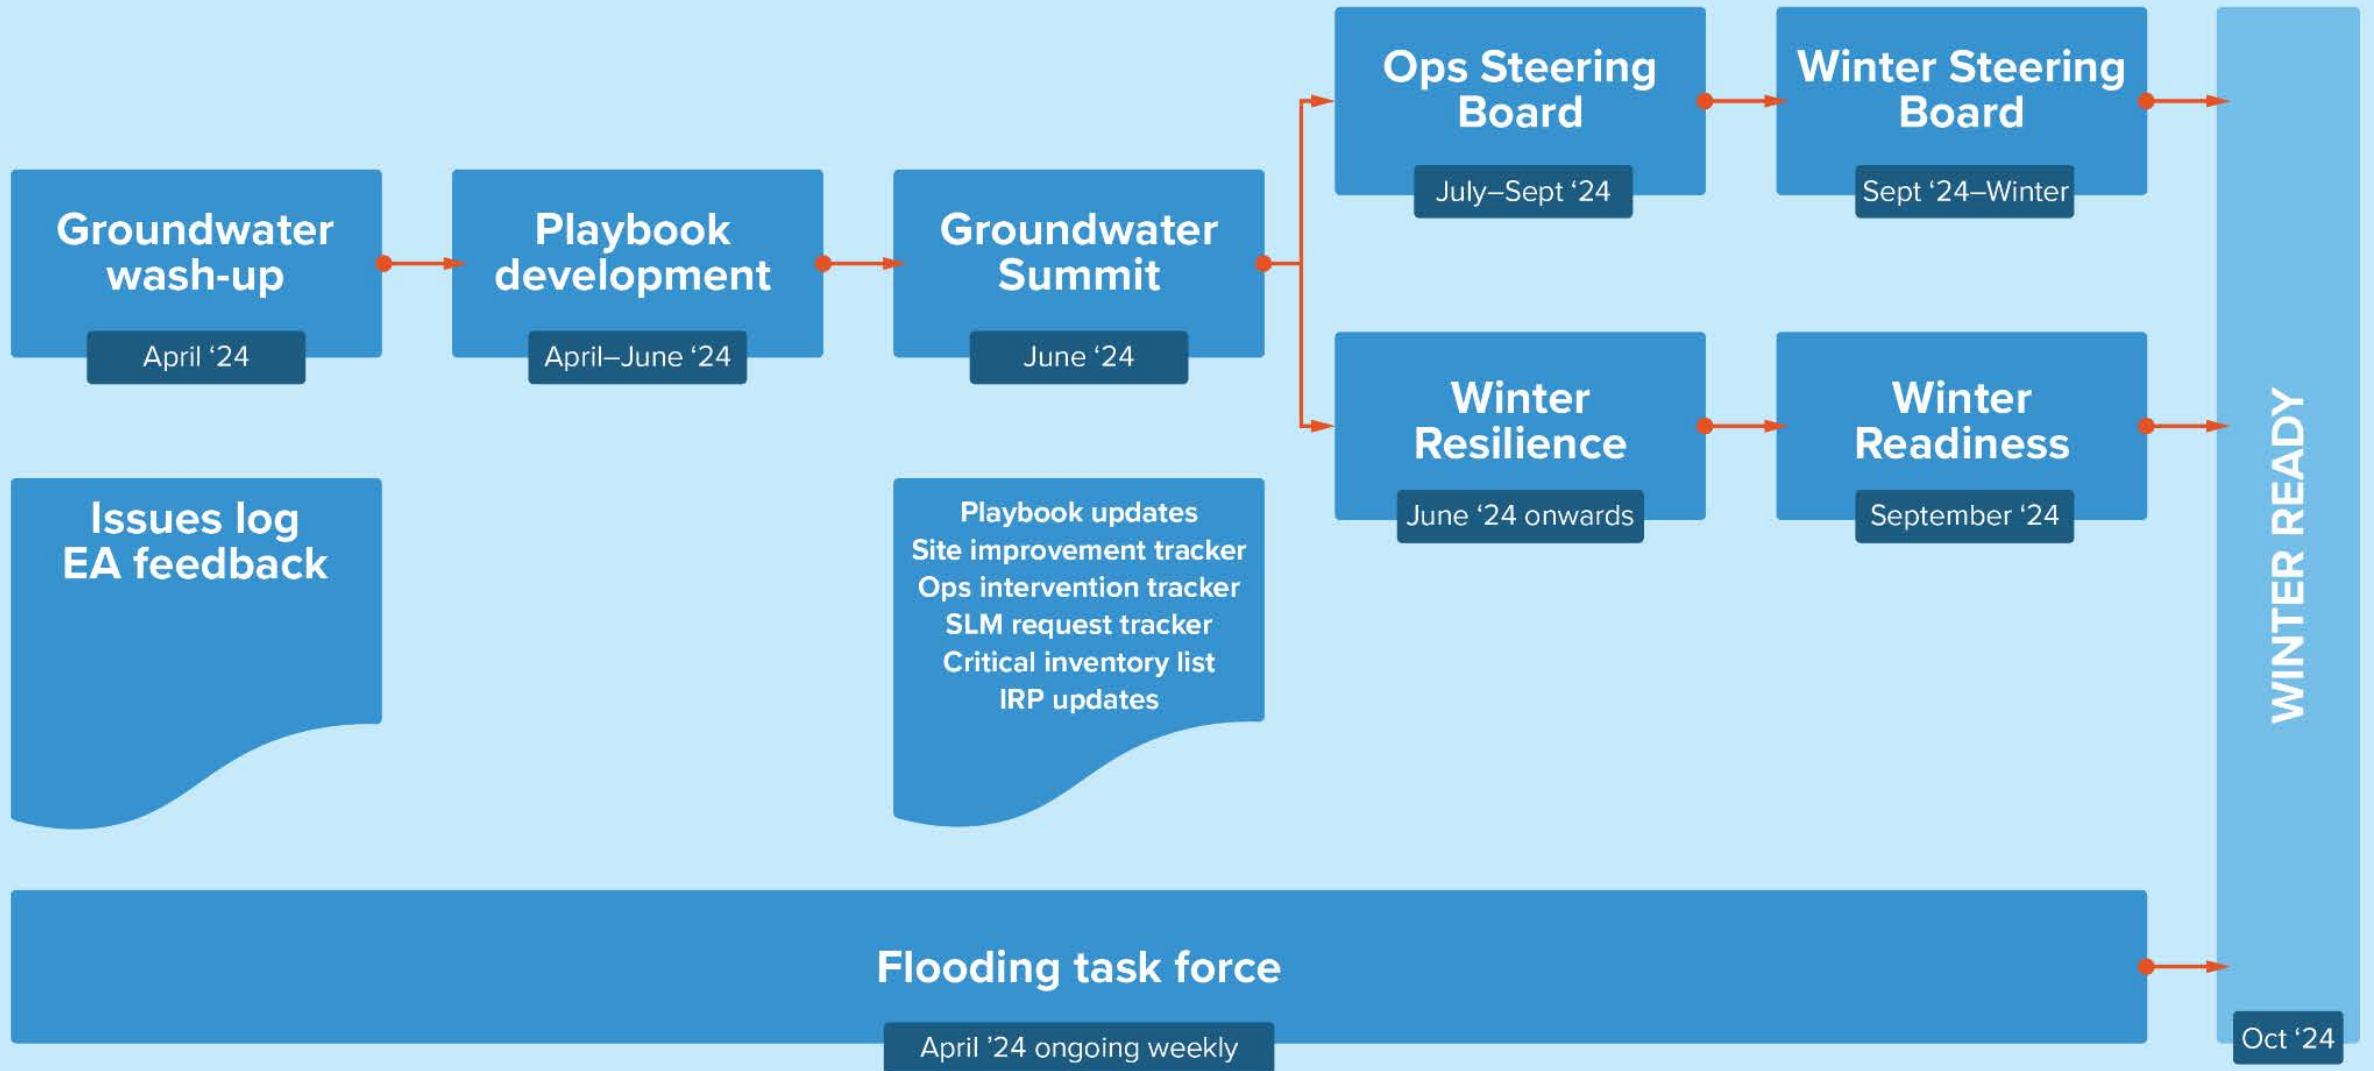 Groundwater
wash-up
April ‘24
Playbook
development
April–June ‘24
Groundwater
Summit
June ‘24
Ops Steering
Board
July–Sept ‘24
Winter Steering
Board
Sept ‘24–Winter
Winter
Resilience
June ‘24 onwards
Winter
Readiness
September ‘24
Issues log
EA feedback
Playbook updates
Site improvement tracker
Ops intervention tracker
SLM request tracker
Critical inventory list
IRP updates
Flooding task force
April ’24 ongoing weekly
WINTER READY
Oct ‘24